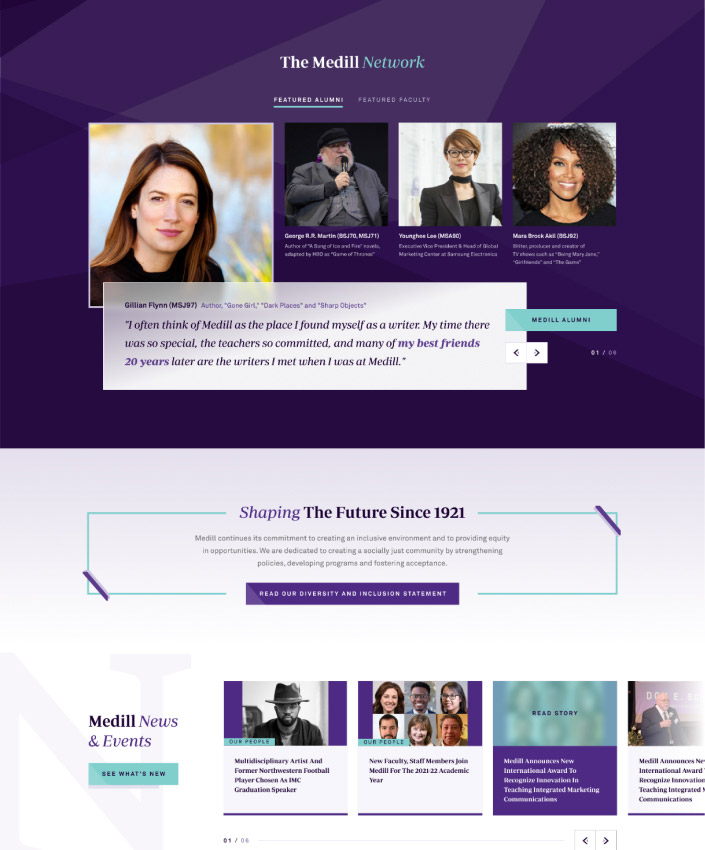 The Medill Network
FEATURED ALUMNI
FEATURED FACULTY
George R.R. Martin (BSJ70, MSJ71)
Author of "A Song of Ice and Fire" novels,
adapted by HBO as "Game of Thrones"
Younghee Lee (MSA90)
Executive Vice President & Head of Global
Marketing Center at Samsung Electronics
Mara Brock Akil (BSJ92)
Writer, producer and creator of
TV shows such as "Being Mary Jane,"
"Girlfriends" and "The Game"
Gillian Flynn (MSJ97) Author, "Gone Girl," "Dark Places" and "Sharp Objects"
"I often think of Medill as the place I found myself as a writer. My time there
was so special, the teachers so committed, and many of my best friends
20 years later are the writers I met when I was at Medill."
MEDILL ALUMNI
01 / 06
Shaping The Future Since 1921
Medill continues its commitment to creating an inclusive environment and to providing equity
in opportunities. We are dedicated to creating a socially just community by strengthening
policies, developing programs and fostering acceptance.
READ OUR DIVERSITY AND INCLUSION STATEMENT
N
Medill News
& Events
SEE WHAT'S NEW
OUR PEOPLE
Multidisciplinary Artist And
Former Northwestern Football
Player Chosen As IMC
Graduation Speaker
OUR PEOPLE
New Faculty, Staff Members Join
Medill For The 2021-22 Academic
Year
READ STORY
Medill Announces New
International Award To
Recognize Innovation In
Teaching Integrated Marketing
Communications
Medill Announces Ne
International Award
Recognize Innovation
Teaching Integrated M
Communications
01 / 06